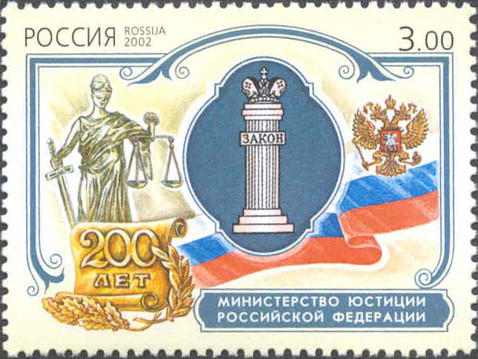 РОССИЯ ROSSIJA
2002
3.00
ЗАКОН
200
ЛЕТ
МИНИСТЕРСТВО ЮСТИЦИИ
РОССИЙСКОЙ ФЕДЕРАЦИИ